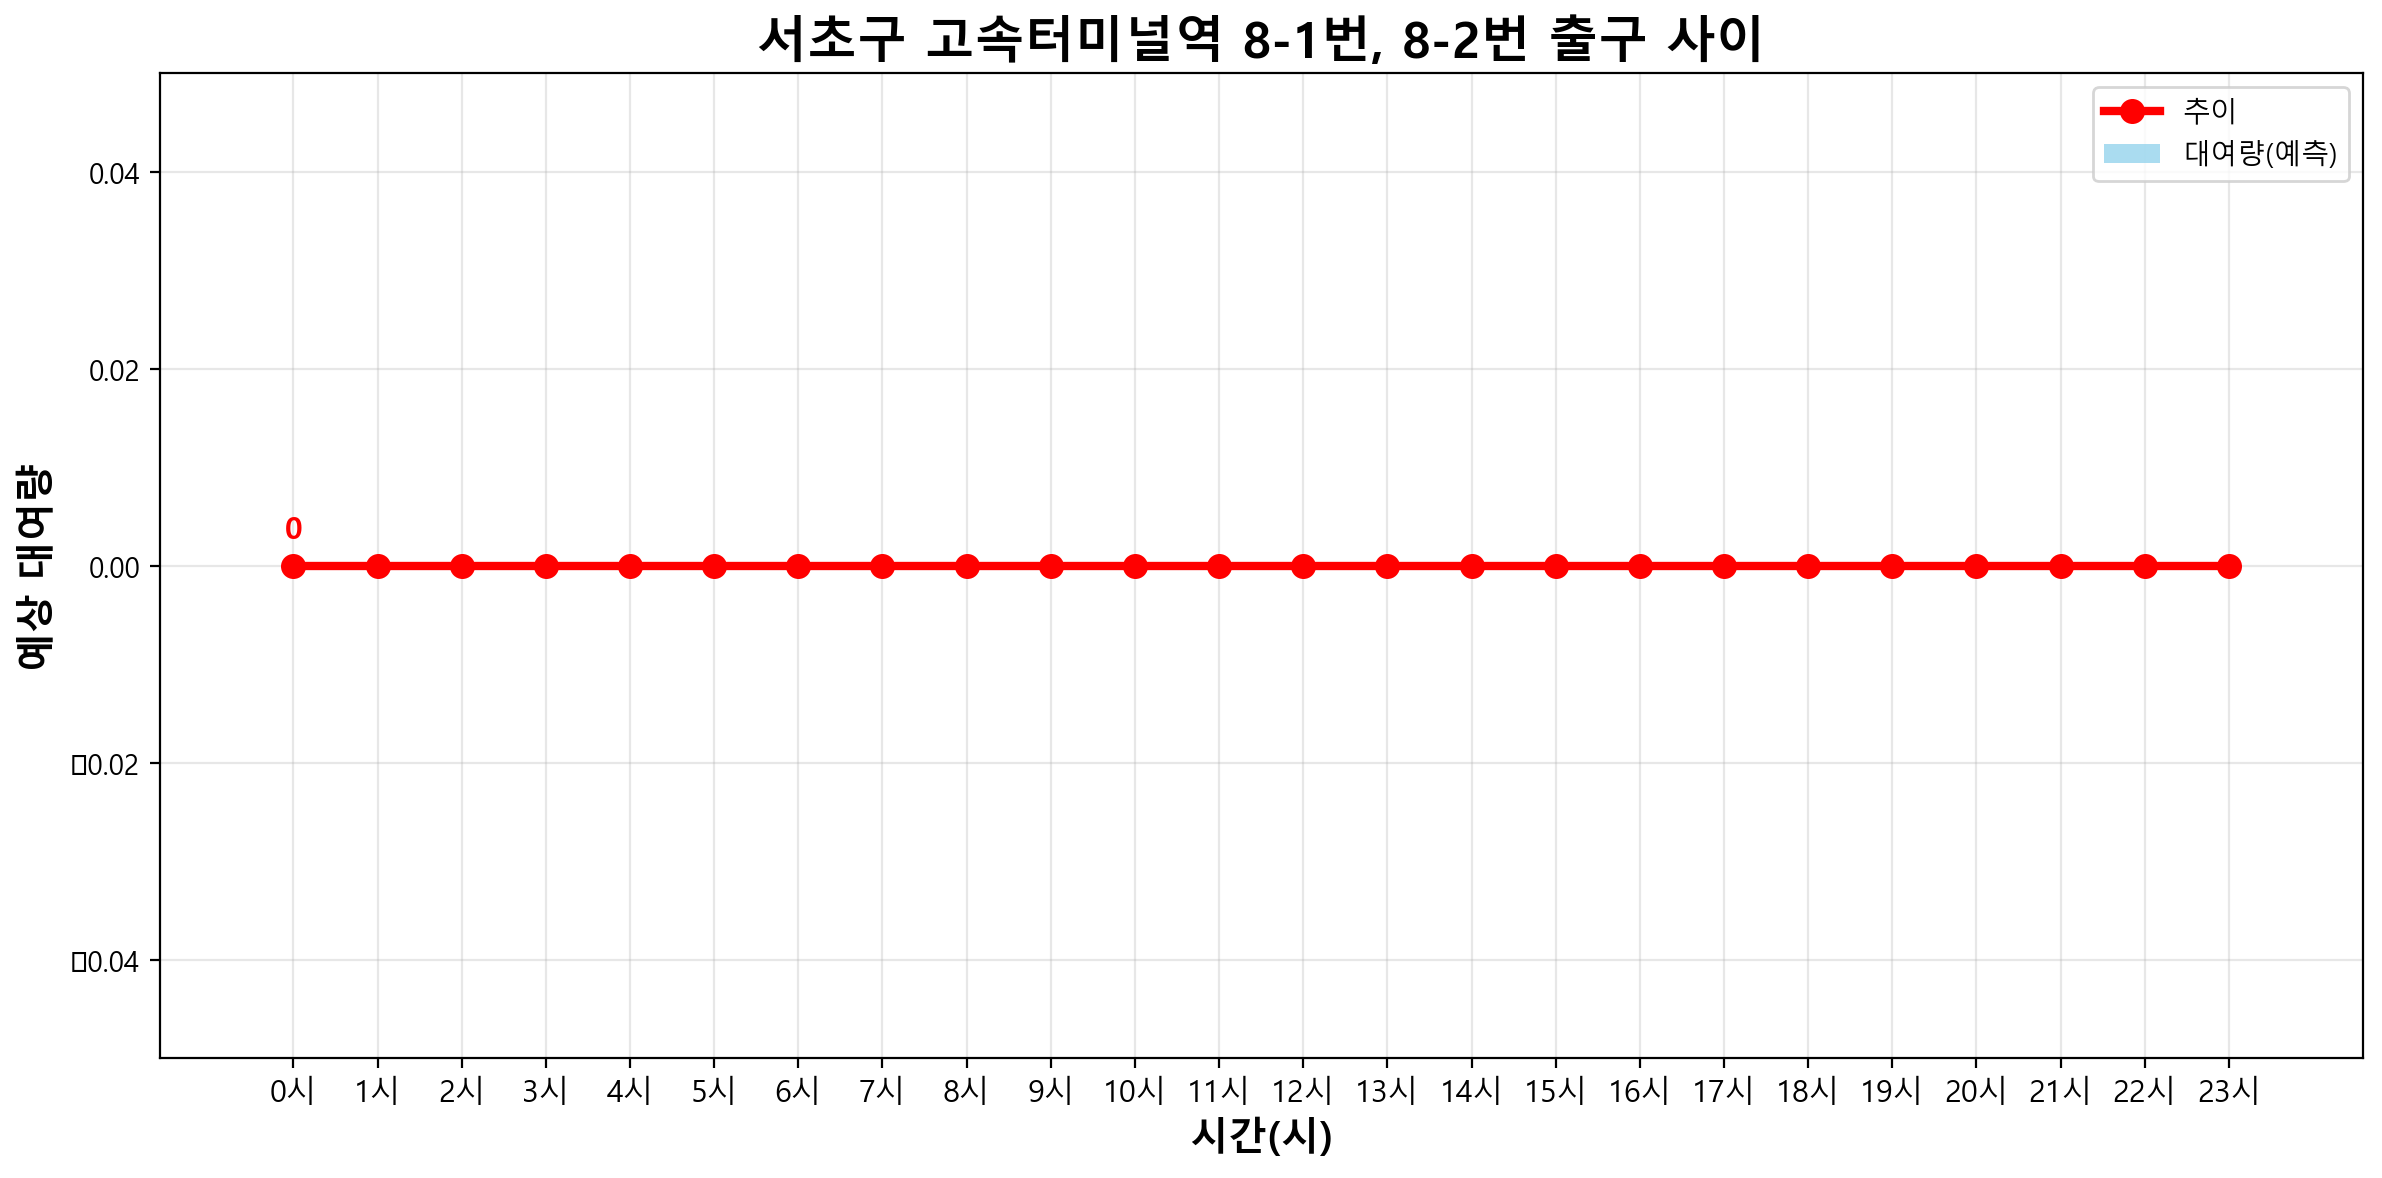 서초구 고속터미널역 8-1번, 8-2번 출구 사이
추이
대여량(예측)
0.04
0.02
0.00
▯0.02
▯0.04
예상 대여량
0
0시 1시 2시 3시 4시 5시 6시 7시 8시 9시 10시 11시 12시 13시 14시 15시 16시 17시 18시 19시 20시 21시 22시 23시
시간(시)